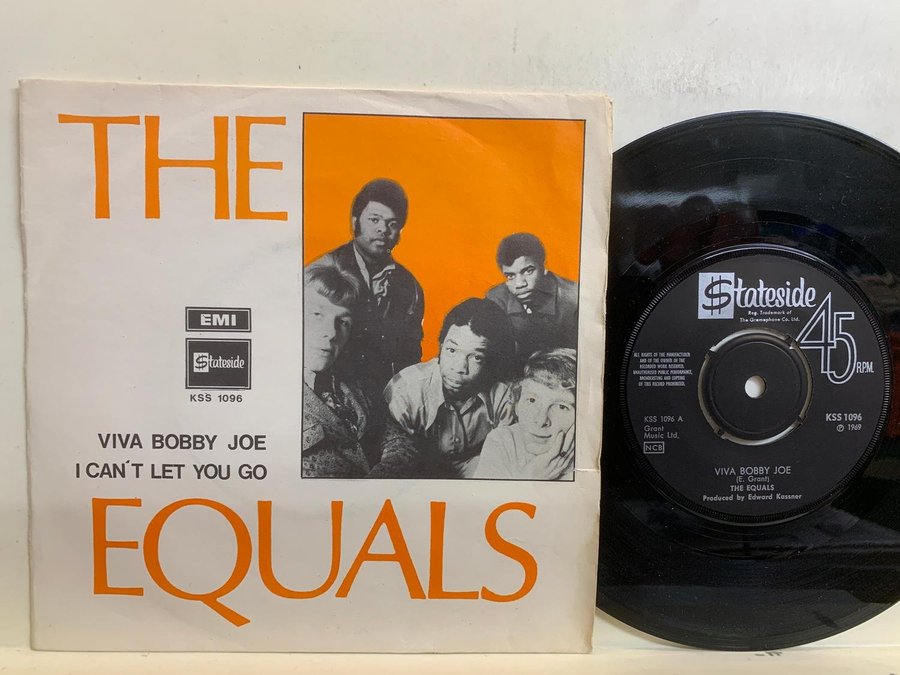 THE
EMI
$tateside
KSS 1096
VIVA BOBBY JOE
I CAN´T LET YOU GO
EQUALS
$tateside
Reg. Trademark of
The Gramophone Co. Ltd.
45
R.P.M.
ALL RIGHTS OF THE MANUFACTURER
AND OF THE OWNER OF THE
RECORDED WORK RESERVED.
UNAUTHORISED PUBLIC PERFORMANCE,
BROADCASTING AND COPYING
OF THIS RECORD PROHIBITED.
KSS 1096 A
Grant
Music Ltd.
NCB
KSS 1096
℗ 1969
VIVA BOBBY JOE
(E. Grant)
THE EQUALS
Produced by Edward Kassner